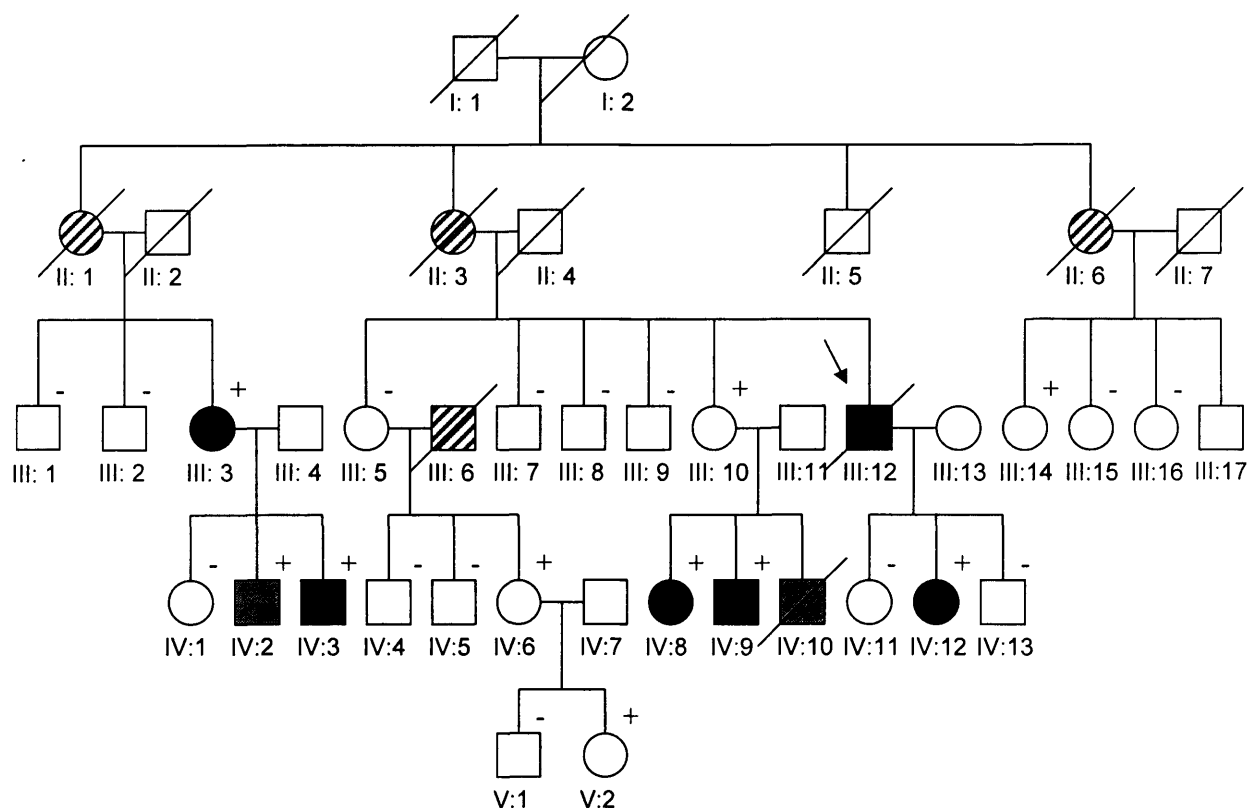 I: 1
I: 2
II: 1
II: 2
II: 3
II: 4
II: 5
II: 6
II: 7
- - + - - - - + + - - -
III: 1
III: 2
III: 3
III: 4
III: 5
III: 6
III: 7
III: 8
III: 9
III: 10
III:11
III:12
III:13
III:14
III:15
III:16
III:17
- + + - - + + + - + -
IV:1
IV:2
IV:3
IV:4
IV:5
IV:6
IV:7
IV:8
IV:9
IV:10
IV:11
IV:12
IV:13
- +
V:1
V:2